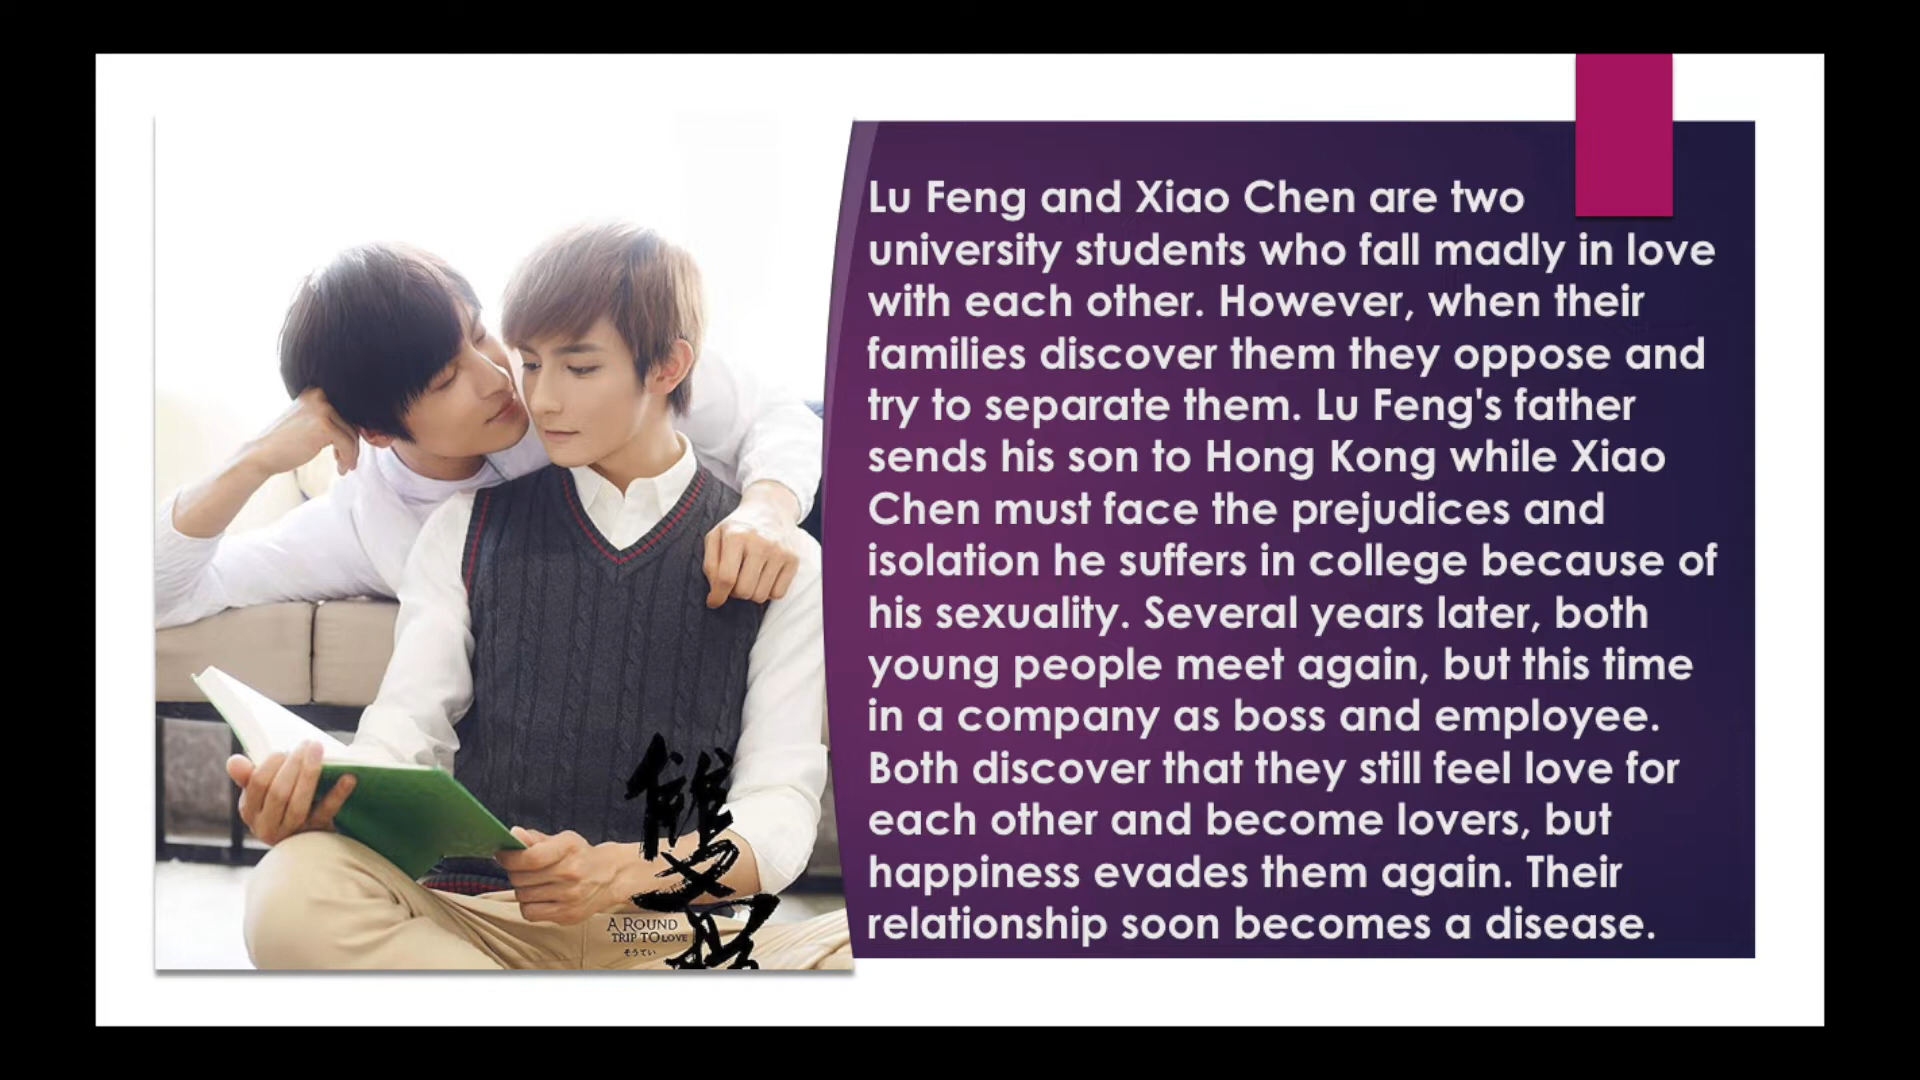 Lu Feng and Xiao Chen are two
university students who fall madly in love
with each other. However, when their
families discover them they oppose and
try to separate them. Lu Feng's father
sends his son to Hong Kong while Xiao
Chen must face the prejudices and
isolation he suffers in college because of
his sexuality. Several years later, both
young people meet again, but this time
in a company as boss and employee.
Both discover that they still feel love for
each other and become lovers, but
happiness evades them again. Their
relationship soon becomes a disease.
雙
A ROUND
TRIP TO LOVE
そうてい